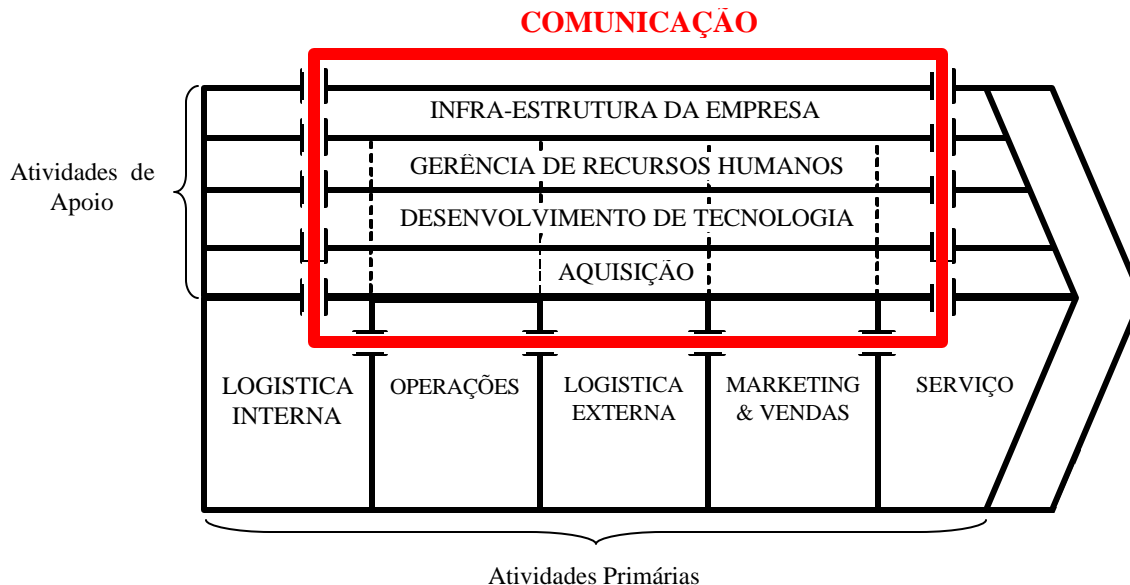 COMUNICAÇÃO
INFRA-ESTRUTURA DA EMPRESA
GERÊNCIA DE RECURSOS HUMANOS
DESENVOLVIMENTO DE TECNOLOGIA
AQUISIÇÃO
Atividades de
Apoio
LOGISTICA
INTERNA
OPERAÇÕES
LOGISTICA
EXTERNA
MARKETING
& VENDAS
SERVIÇO
Atividades Primárias